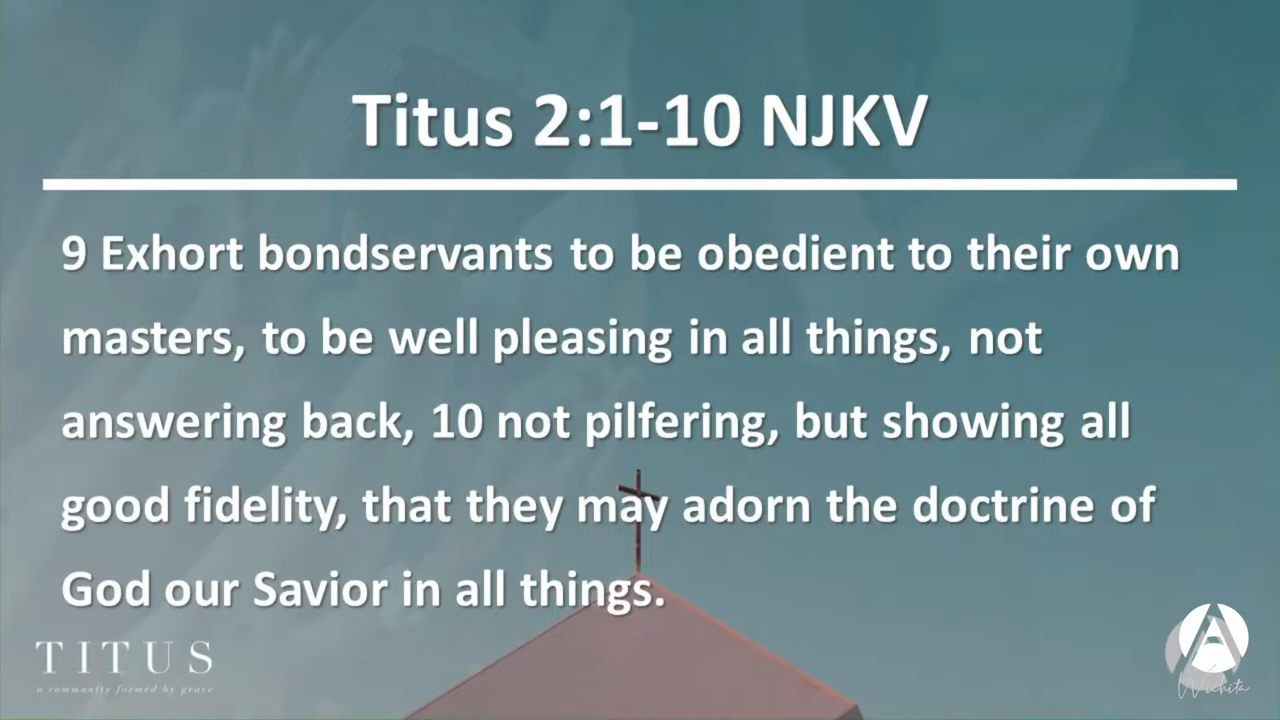 Titus 2:1-10 NJKV
9 Exhort bondservants to be obedient to their own
masters, to be well pleasing in all things, not
answering back, 10 not pilfering, but showing all
good fidelity, that they may adorn the doctrine of
God our Savior in all things.
TITUS
a community formed by grace
A
Wichita